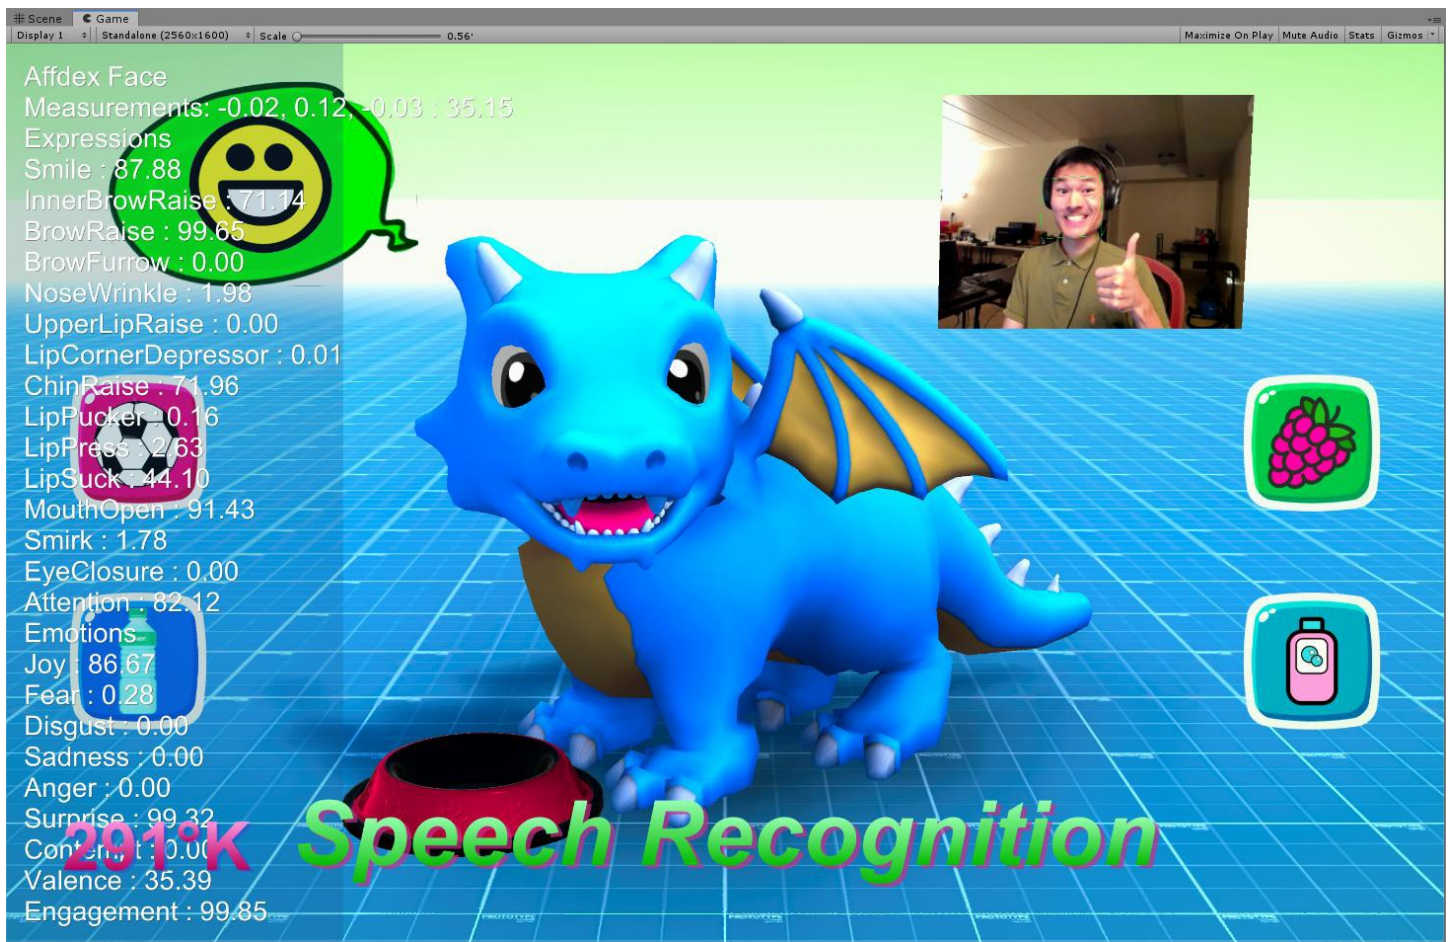 Scene Game
Display 1 Standalone (2560x1600) Scale 0.56' Maximize On Play Mute Audio Stats Gizmos
Affdex Face
Measurements: -0.02, 0.12, -0.03 : 35.15
Expressions
Smile : 87.88
InnerBrowRaise : 71.14
BrowRaise : 99.65
BrowFurrow : 0.00
NoseWrinkle : 1.98
UpperLipRaise : 0.00
LipCornerDepressor : 0.01
ChinRaise : 71.96
LipPucker : 0.16
LipPress : 2.63
LipSuck : 44.10
MouthOpen : 91.43
Smirk : 1.78
EyeClosure : 0.00
Attention : 82.12
Emotions
Joy : 86.67
Fear : 0.28
Disgust : 0.00
Sadness : 0.00
Anger : 0.00
Surprise : 99.32
Contempt : 0.00
Valence : 35.39
Engagement : 99.85
291°K
Speech Recognition
PROTOTYPE PROTOTYPE PROTOTYPE PROTOTYPE